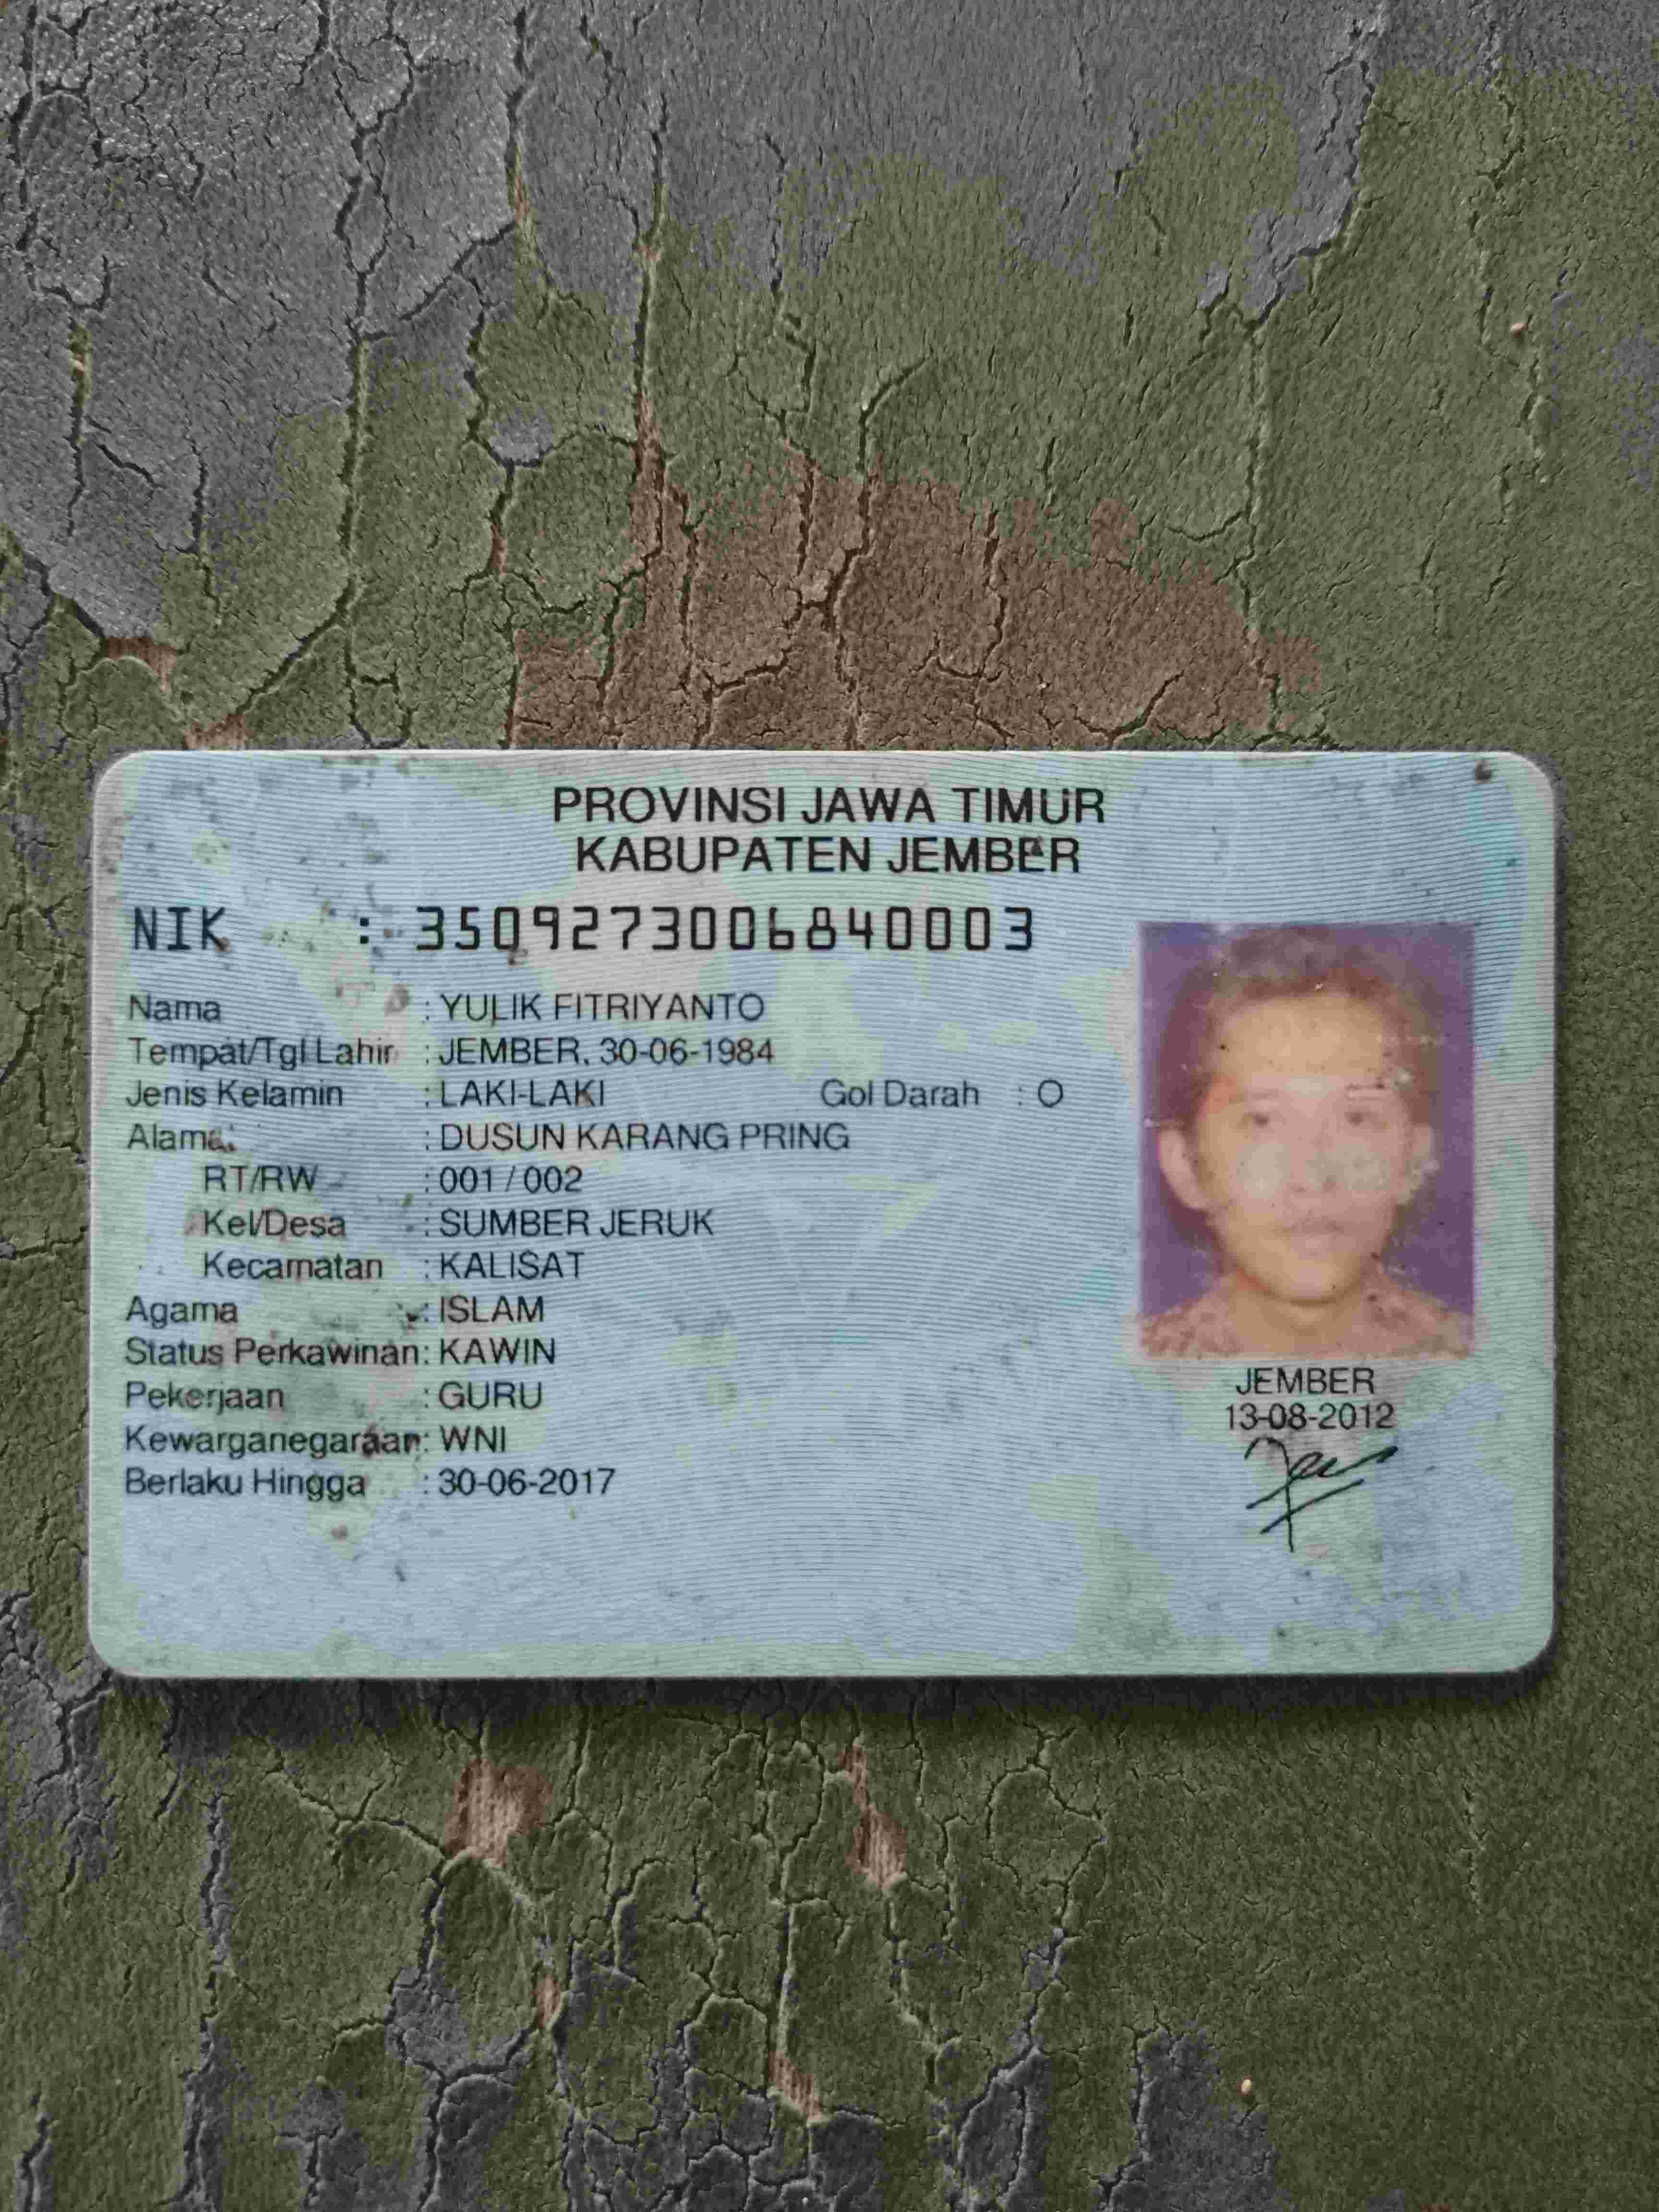 PROVINSI JAWA TIMUR
KABUPATEN JEMBER
NIK : 3509273006840003
Nama : YULIK FITRIYANTO
Tempat/Tgl Lahir : JEMBER, 30-06-1984
Jenis Kelamin : LAKI-LAKI Gol Darah : O
Alamat : DUSUN KARANG PRING
RT/RW : 001 / 002
Kel/Desa : SUMBER JERUK
Kecamatan : KALISAT
Agama : ISLAM
Status Perkawinan: KAWIN
Pekerjaan : GURU
Kewarganegaraan: WNI
Berlaku Hingga : 30-06-2017
JEMBER
13-08-2012